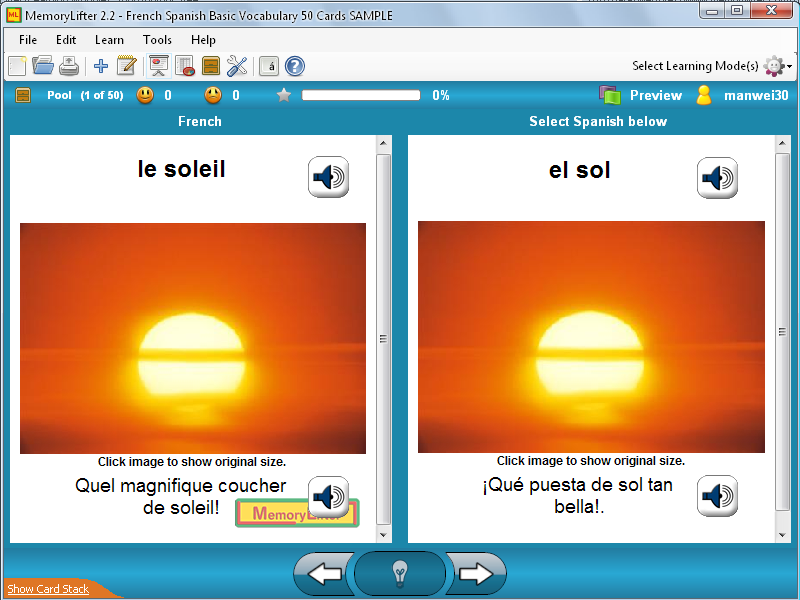 ML MemoryLifter 2.2 - French Spanish Basic Vocabulary 50 Cards SAMPLE
File Edit Learn Tools Help
á ? Select Learning Mode(s)
Pool (1 of 50) 0 0 0% Preview manwei30
French
Select Spanish below
le soleil
Click image to show original size.
Quel magnifique coucher
de soleil!
MemoryLifter
el sol
Click image to show original size.
¡Qué puesta de sol tan
bella!.
Show Card Stack